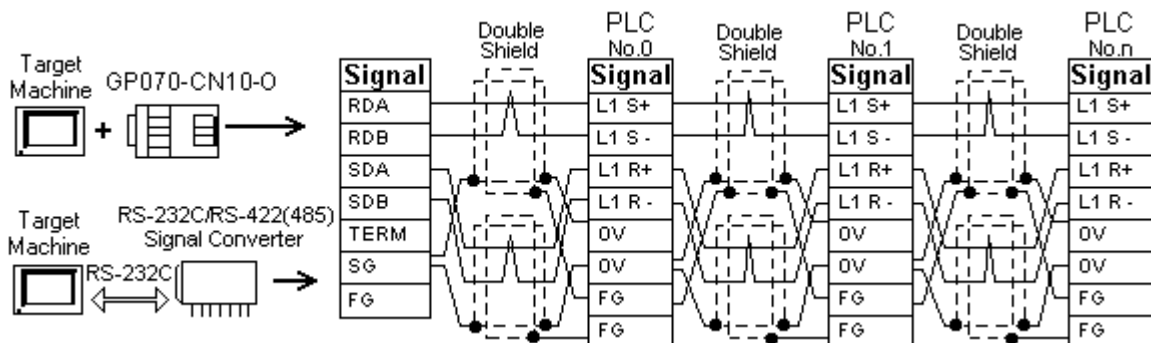 Target
Machine
GP070-CN10-O
+
Target
Machine
RS-232C/RS-422(485)
Signal Converter
RS-232C
Signal
RDA
RDB
SDA
SDB
TERM
SG
FG
Double
Shield
PLC
No.0
Signal
L1 S+
L1 S -
L1 R+
L1 R -
0V
0V
FG
FG
Double
Shield
PLC
No.1
Signal
L1 S+
L1 S -
L1 R+
L1 R -
0V
0V
FG
FG
Double
Shield
PLC
No.n
Signal
L1 S+
L1 S -
L1 R+
L1 R -
0V
0V
FG
FG